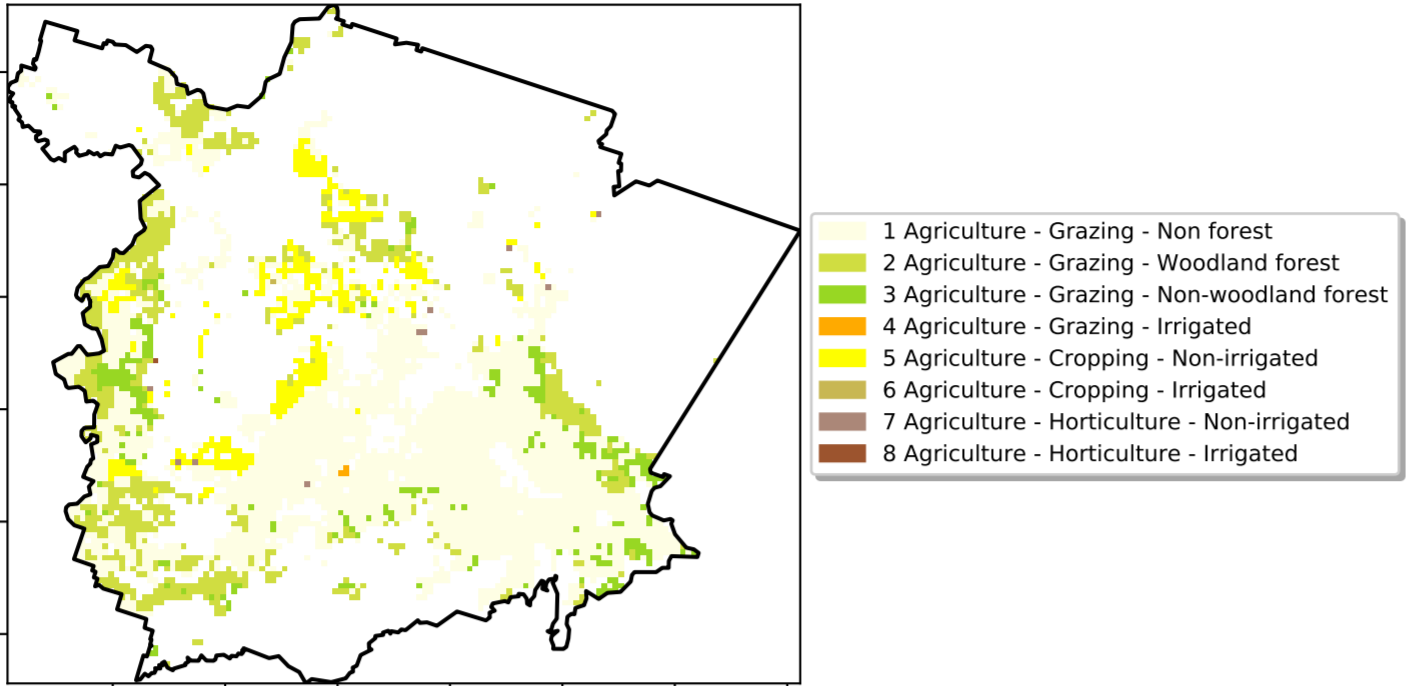 1 Agriculture - Grazing - Non forest
2 Agriculture - Grazing - Woodland forest
3 Agriculture - Grazing - Non-woodland forest
4 Agriculture - Grazing - Irrigated
5 Agriculture - Cropping - Non-irrigated
6 Agriculture - Cropping - Irrigated
7 Agriculture - Horticulture - Non-irrigated
8 Agriculture - Horticulture - Irrigated